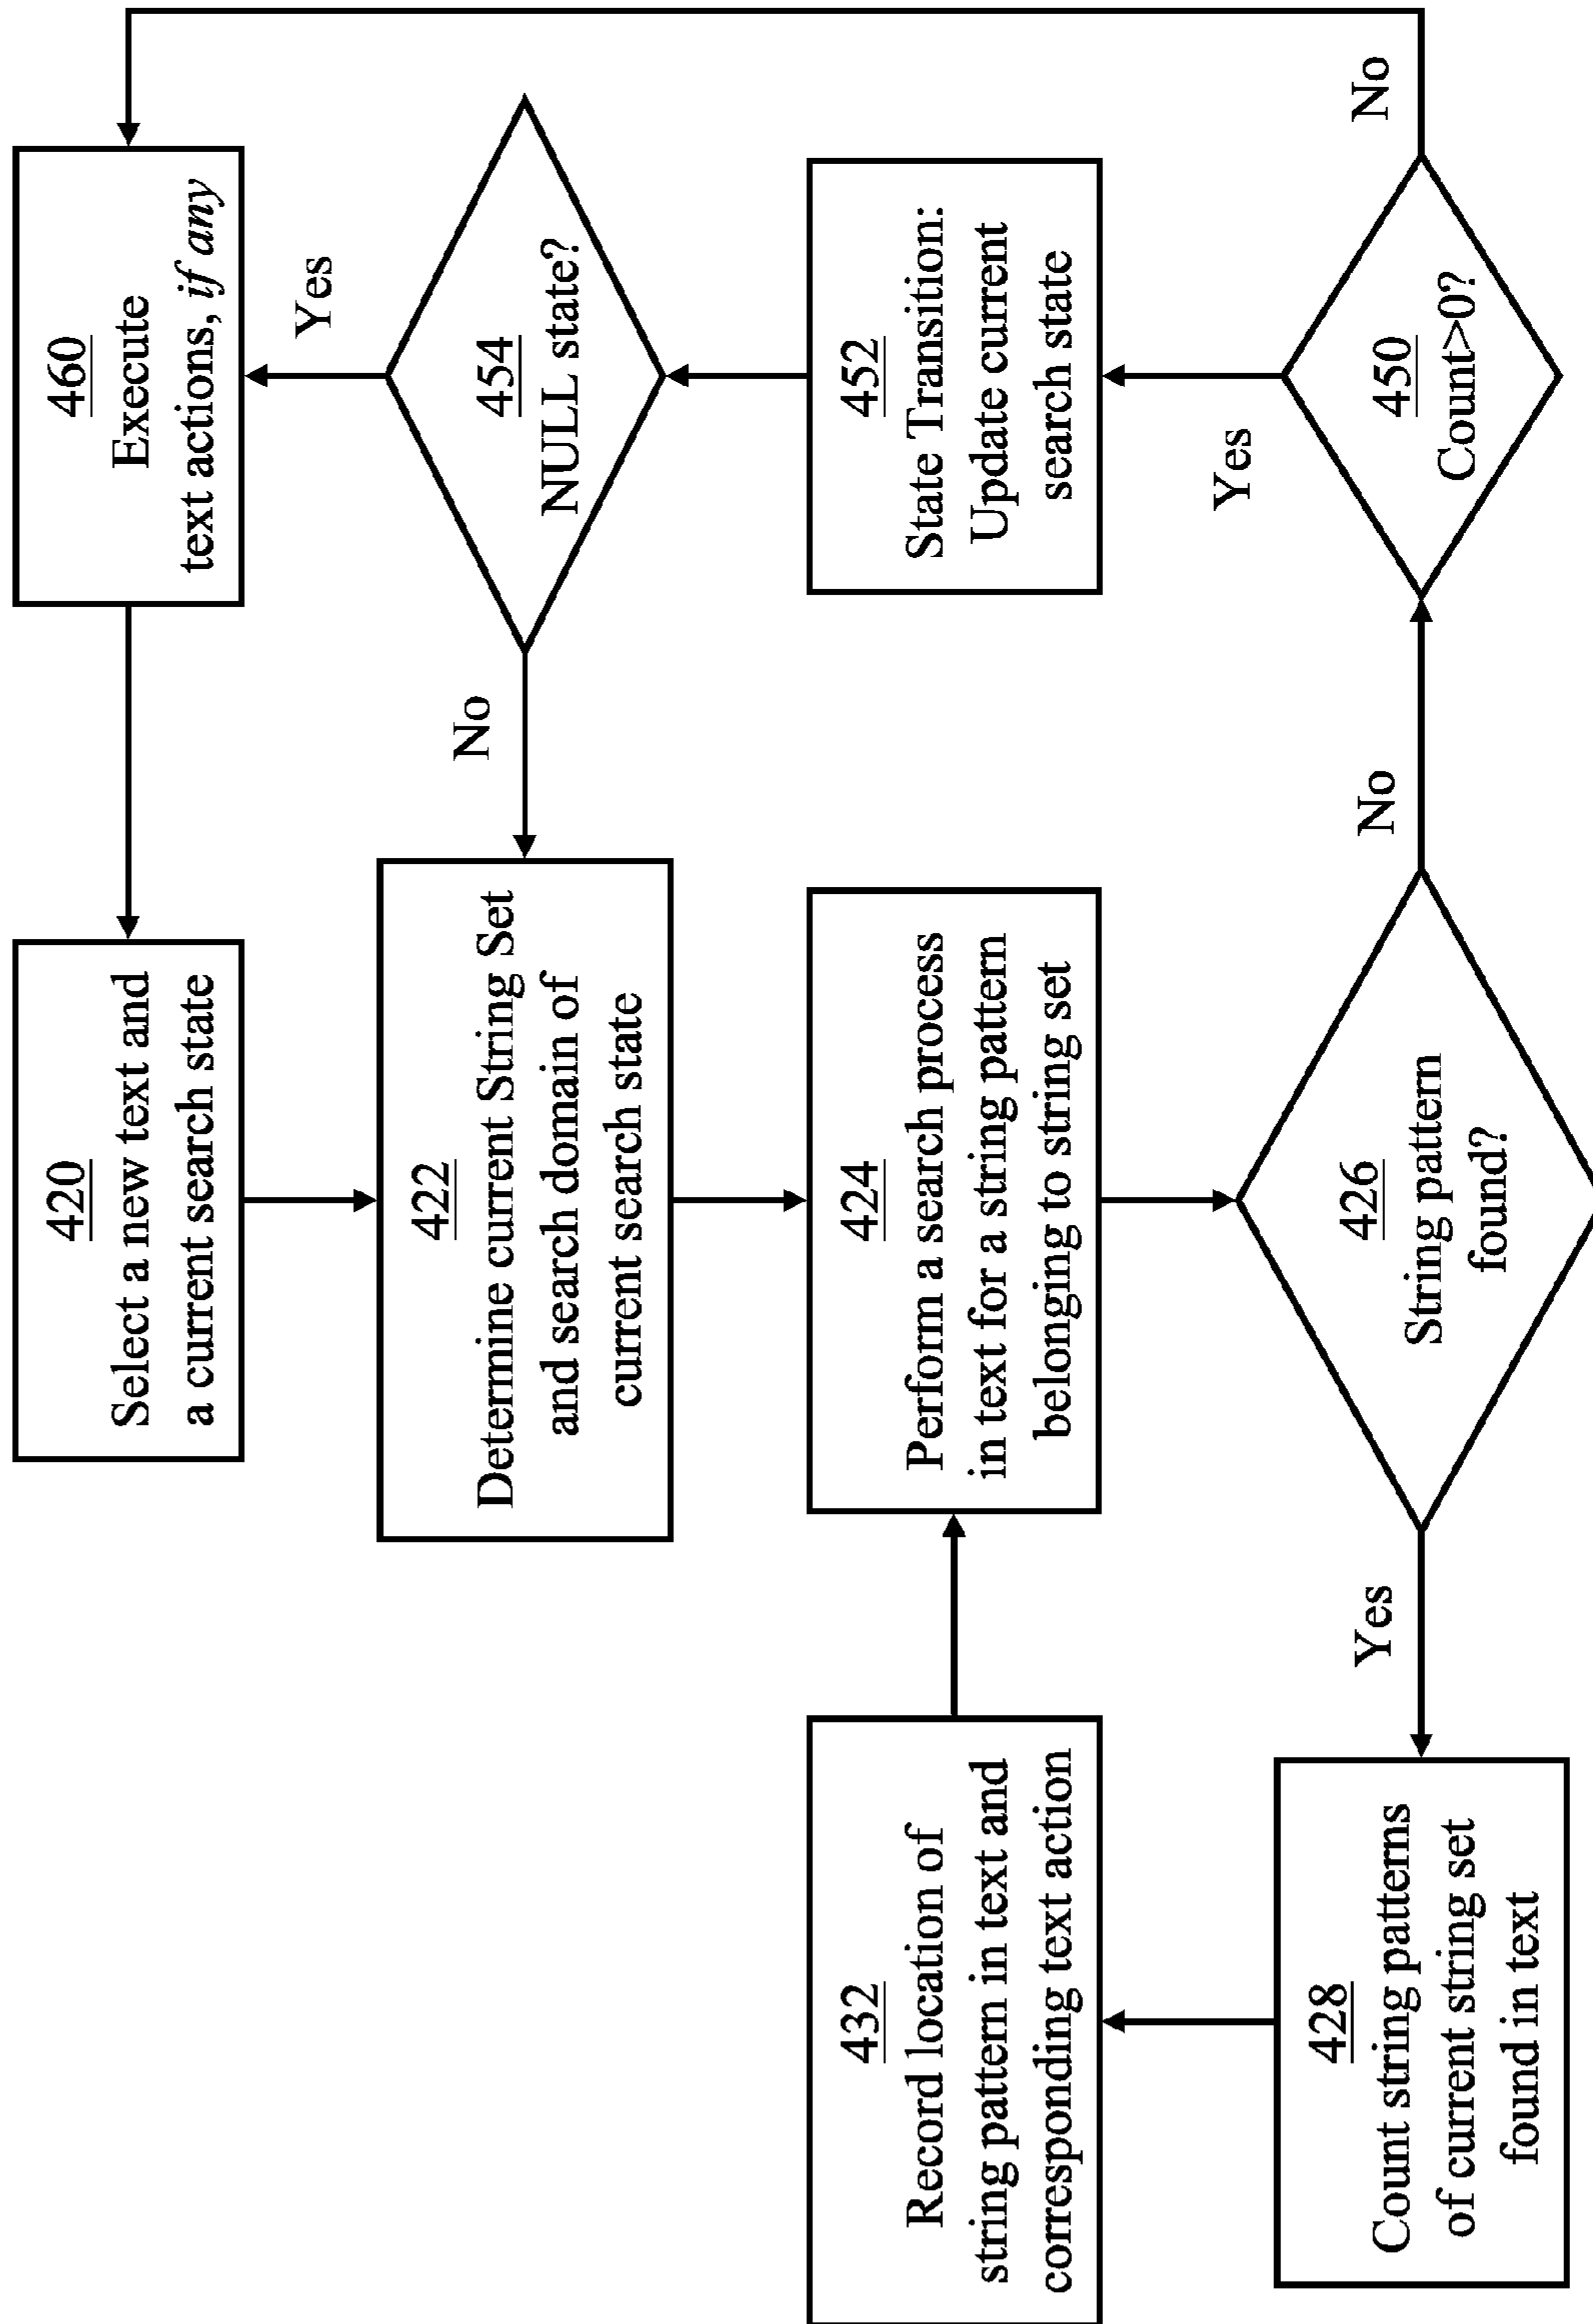 420
Select a new text and
a current search state
460
Execute
text actions, if any
422
Determine current String Set
and search domain of
current search state
No
454
NULL state?
Yes
432
Record location of
string pattern in text and
corresponding text action
424
Perform a search process
in text for a string pattern
belonging to string set
452
State Transition:
Update current
search state
428
Count string patterns
of current string set
found in text
Yes
426
String pattern
found?
No
450
Count>0?
Yes
No